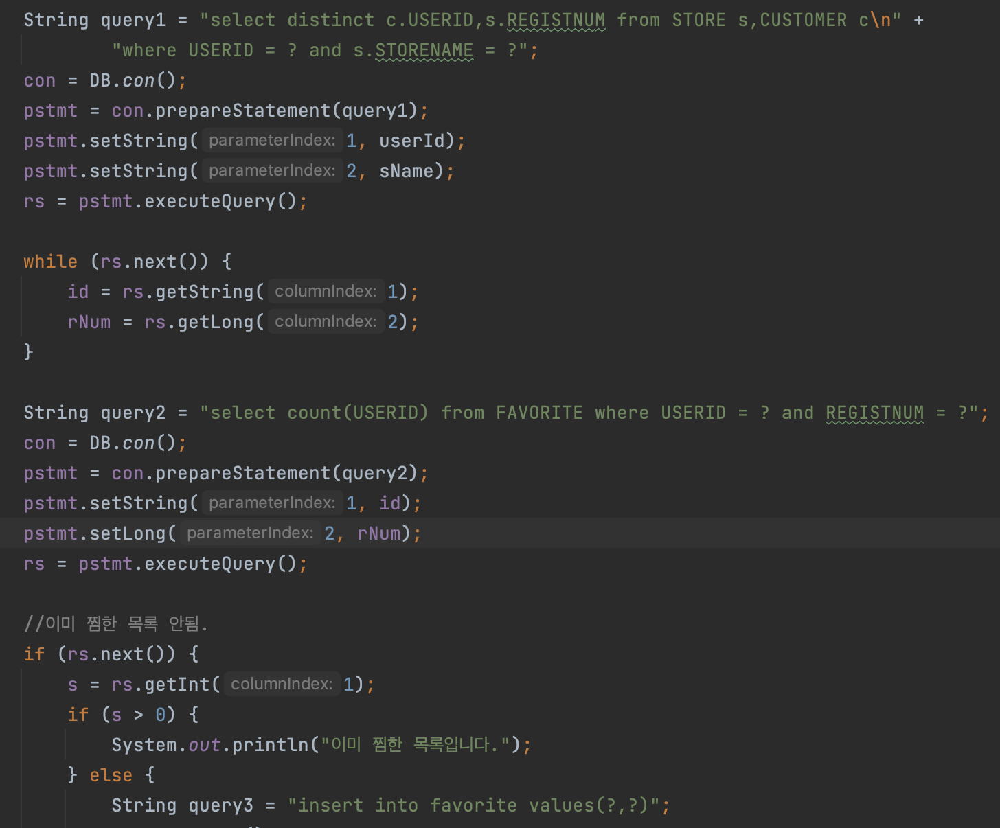 String query1 = "select distinct c.USERID,s.REGISTNUM from STORE s,CUSTOMER c\n" +
"where USERID = ? and s.STORENAME = ?";
con = DB.con();
pstmt = con.prepareStatement(query1);
pstmt.setString( parameterIndex: 1, userId);
pstmt.setString( parameterIndex: 2, sName);
rs = pstmt.executeQuery();
while (rs.next()) {
id = rs.getString( columnIndex: 1);
rNum = rs.getLong( columnIndex: 2);
}
String query2 = "select count(USERID) from FAVORITE where USERID = ? and REGISTNUM = ?";
con = DB.con();
pstmt = con.prepareStatement(query2);
pstmt.setString( parameterIndex: 1, id);
pstmt.setLong( parameterIndex: 2, rNum);
rs = pstmt.executeQuery();
//이미 찜한 목록 안됨.
if (rs.next()) {
s = rs.getInt( columnIndex: 1);
if (s > 0) {
System.out.println("이미 찜한 목록입니다.");
} else {
String query3 = "insert into favorite values(?,?)";